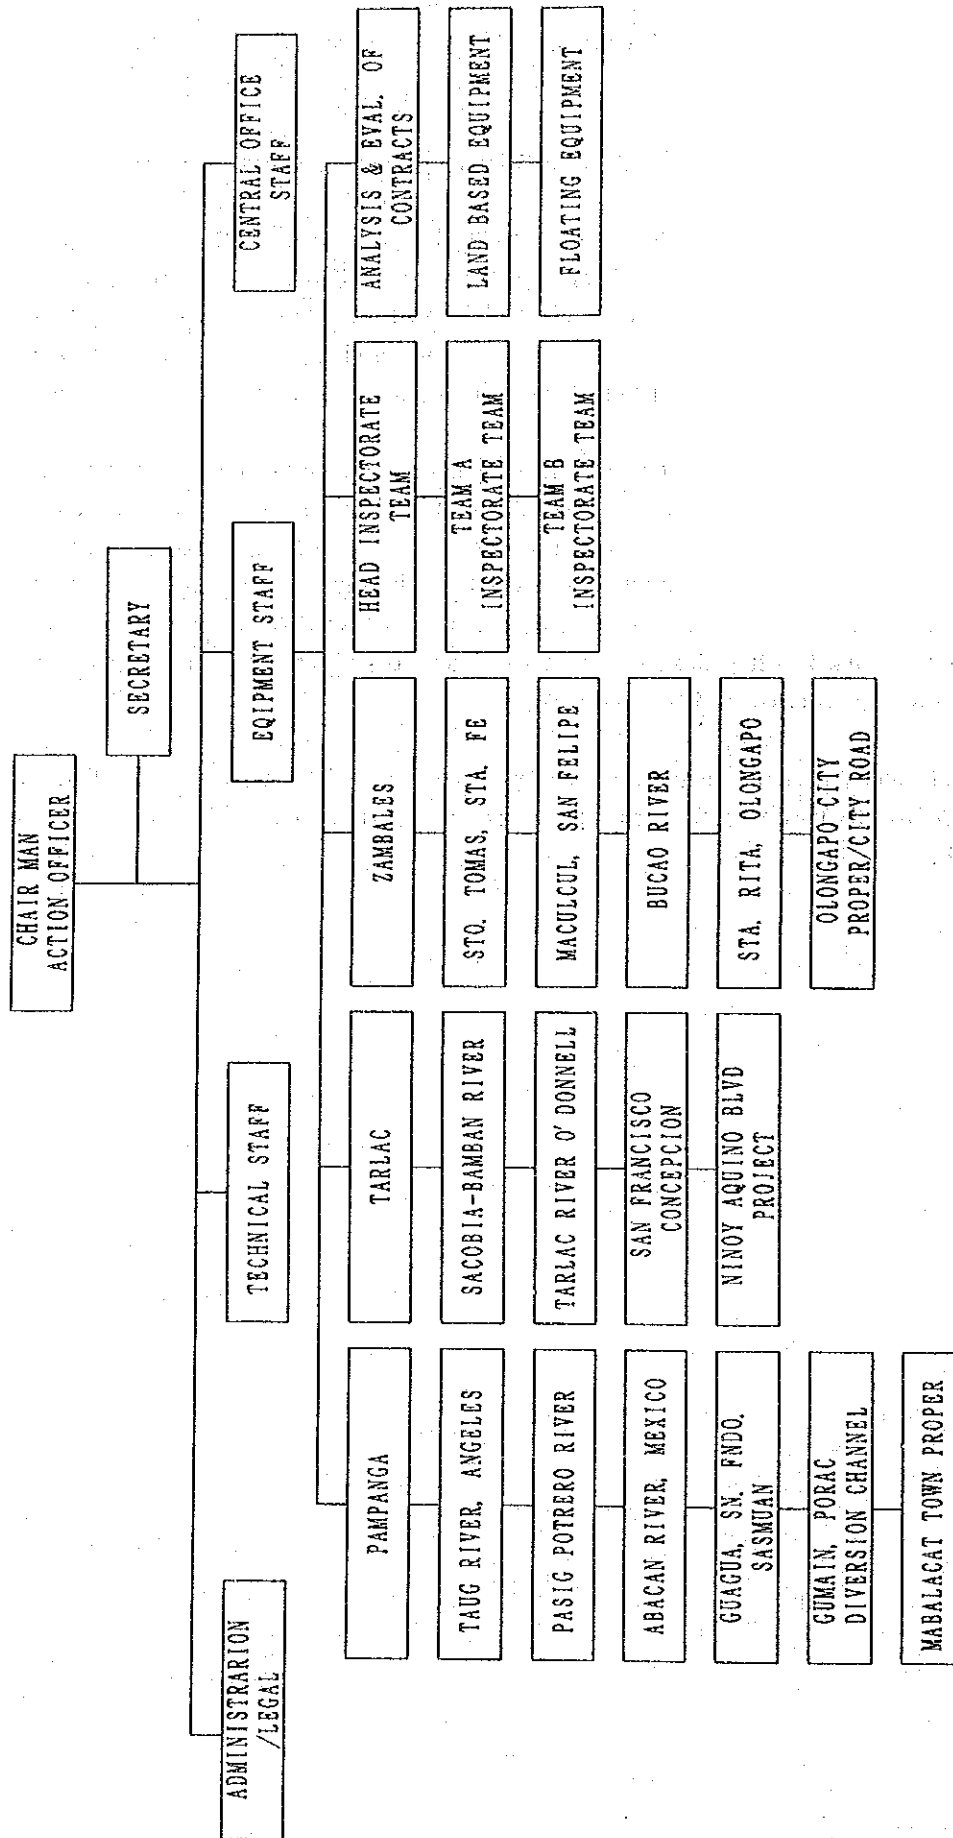 CHAIR MAN
ACTION OFFICER
SECRETARY
ADMINISTRARION
/LEGAL
TECHNICAL STAFF
EQIPMENT STAFF
CENTRAL OFFICE
STAFF
PAMPANGA
TAUG RIVER, ANGELES
PASIG POTRERO RIVER
ABACAN RIVER, MEXICO
GUAGUA, SN. FNDO.
SASMUAN
GUMAIN, PORAC
DIVERSION CHANNEL
MABALACAT TOWN PROPER
TARLAC
SACOBIA-BAMBAN RIVER
TARLAC RIVER O' DONNELL
SAN FRANCISCO
CONCEPCION
NINOY AQUINO BLVD
PROJECT
ZAMBALES
STO. TOMAS, STA. FE
MACULCUL, SAN FELIPE
BUCAO RIVER
STA. RITA, OLONGAPO
OLONGAPO CITY
PROPER/CITY ROAD
HEAD INSPECTORATE
TEAM
TEAM A
INSPECTORATE TEAM
TEAM B
INSPECTORATE TEAM
ANALYSIS & EVAL. OF
CONTRACTS
LAND BASED EQUIPMENT
FLOATING EQUIPMENT